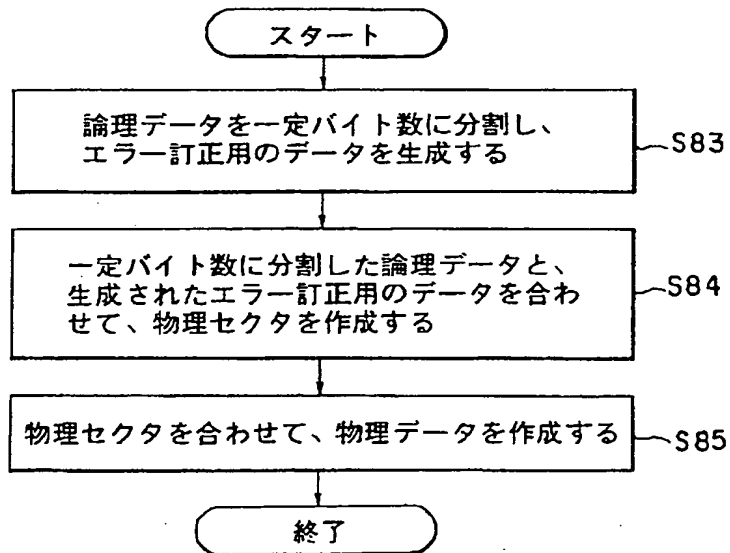 スタート
論理データを一定バイト数に分割し、
エラー訂正用のデータを生成する
S83
一定バイト数に分割した論理データと、
生成されたエラー訂正用のデータを合わ
せて、物理セクタを作成する
S84
物理セクタを合わせて、物理データを作成する
S85
終了